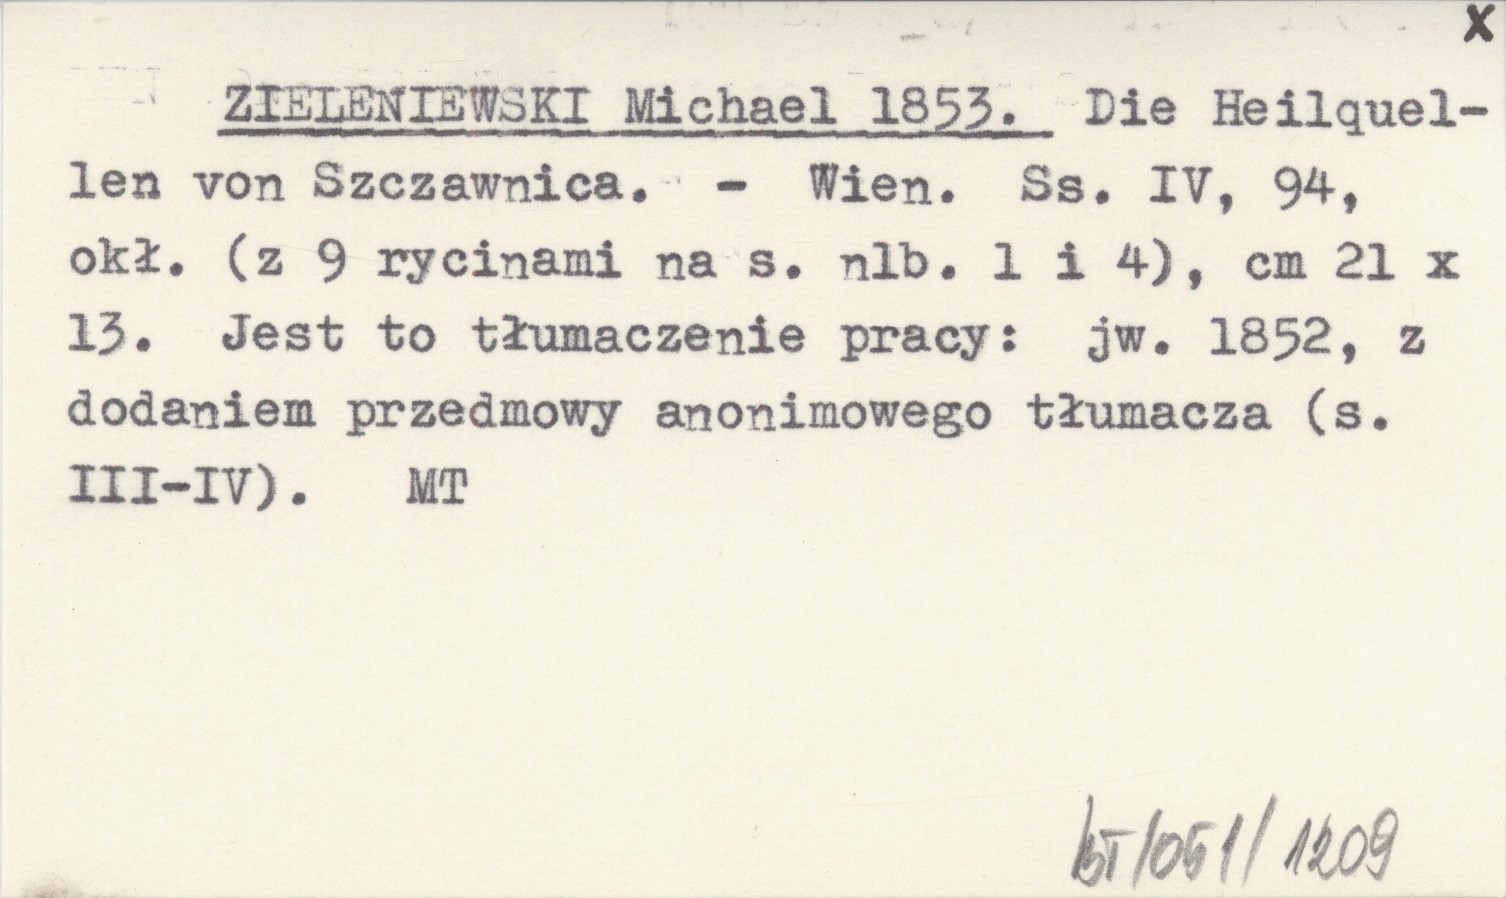 x
ZIELENIEWSKI Michael 1853. Die Heilquel-
len von Szczawnica. - Wien. Ss. IV, 94,
okł. (z 9 rycinami na s. nlb. 1 i 4), cm 21 x
13. Jest to tłumaczenie pracy: jw. 1852, z
dodaniem przedmowy anonimowego tłumacza (s.
III-IV). MT
BT/051/1209